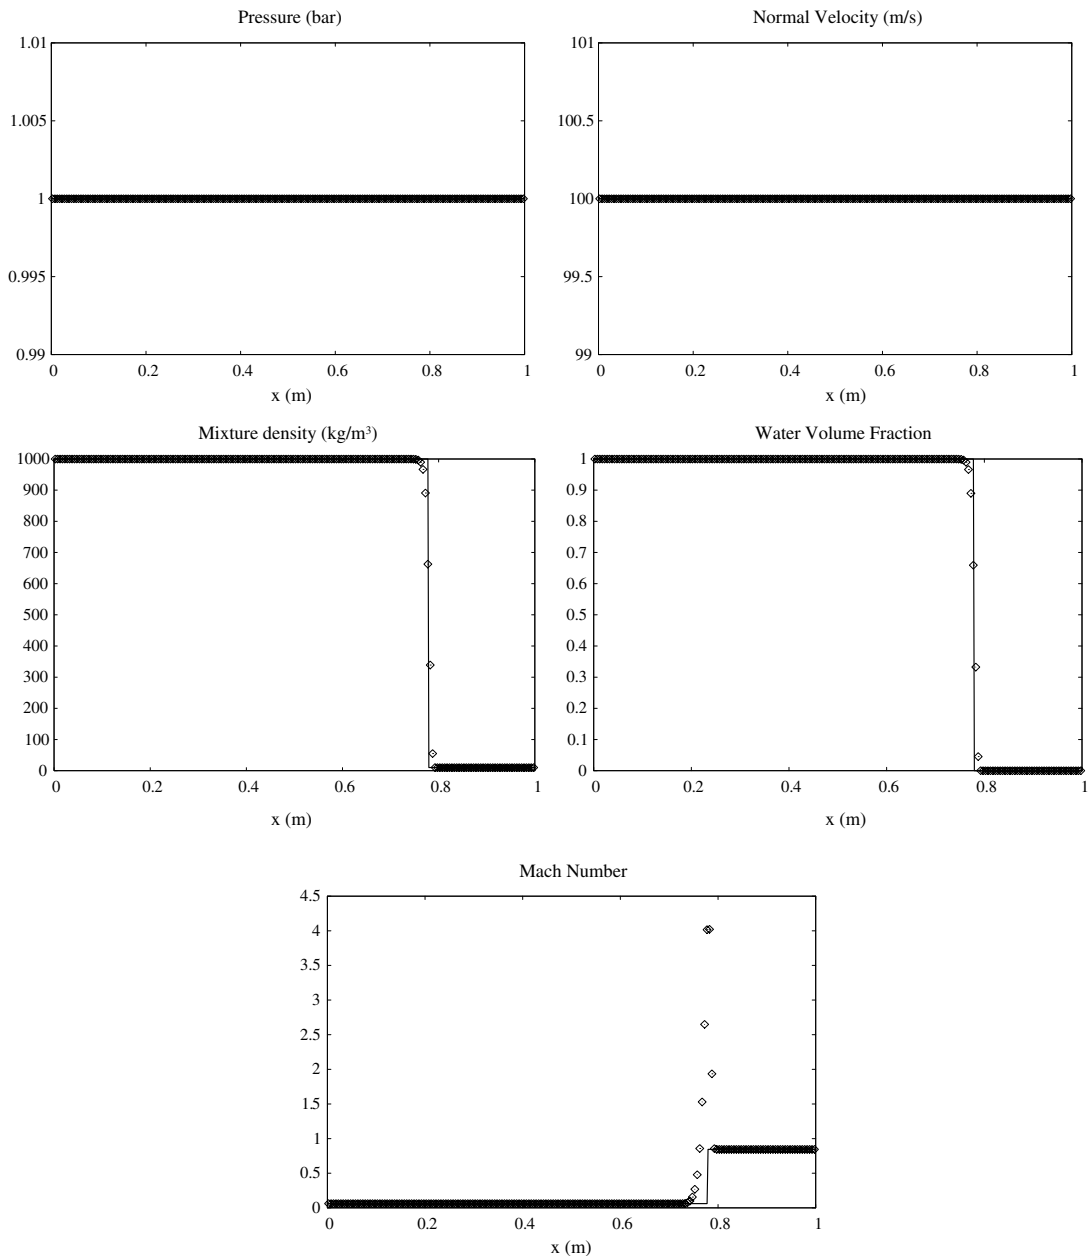 Pressure (bar)
1.01
1.005
1
0.995
0.99
0 0.2 0.4 0.6 0.8 1
x (m)
Normal Velocity (m/s)
101
100.5
100
99.5
99
0 0.2 0.4 0.6 0.8 1
x (m)
Mixture density (kg/m³)
1000
900
800
700
600
500
400
300
200
100
0
0 0.2 0.4 0.6 0.8 1
x (m)
Water Volume Fraction
1
0.9
0.8
0.7
0.6
0.5
0.4
0.3
0.2
0.1
0
0 0.2 0.4 0.6 0.8 1
x (m)
Mach Number
4.5
4
3.5
3
2.5
2
1.5
1
0.5
0
0 0.2 0.4 0.6 0.8 1
x (m)